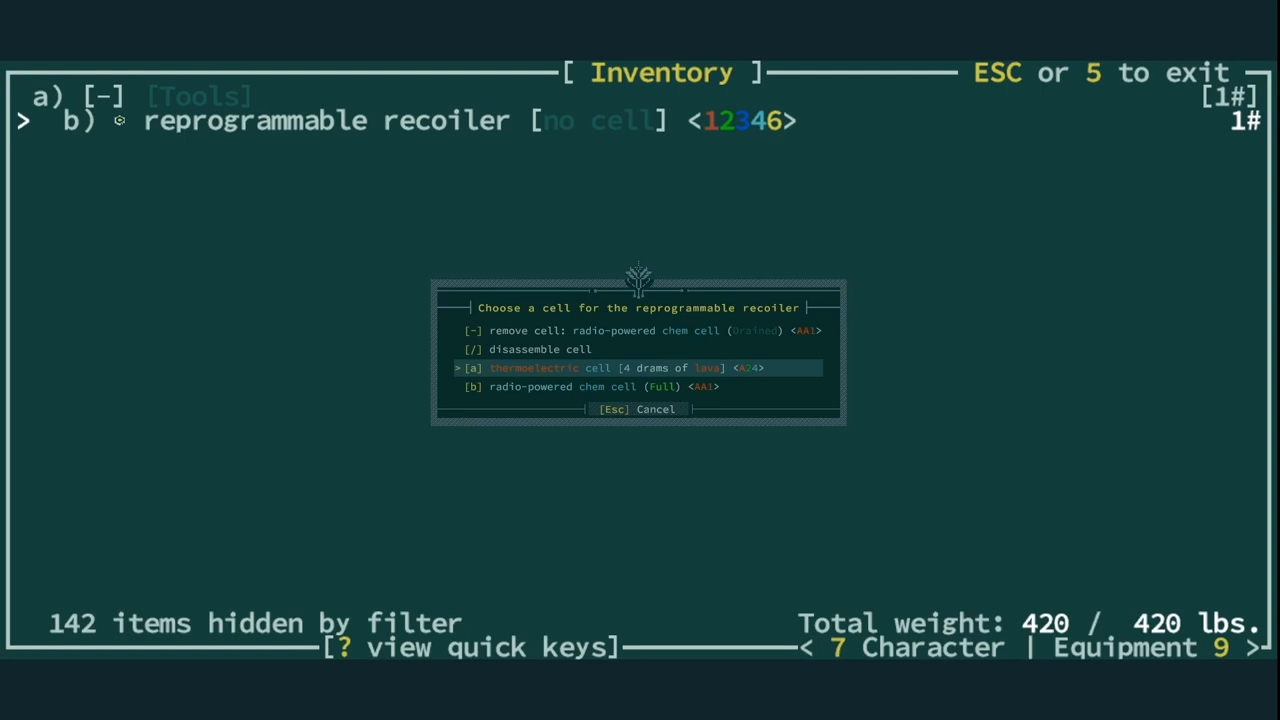 [ Inventory ] ESC or 5 to exit
a) [-] [Tools] [1#]
> b) reprogrammable recoiler [no cell] <12346> 1#
Choose a cell for the reprogrammable recoiler
[-] remove cell: radio-powered chem cell (Drained) <AA1>
[/] disassemble cell
>[a] thermoelectric cell [4 drams of lava] <A24>
[b] radio-powered chem cell (Full) <AA1>
[Esc] Cancel
142 items hidden by filter Total weight: 420 / 420 lbs.
[? view quick keys] < 7 Character | Equipment 9 >